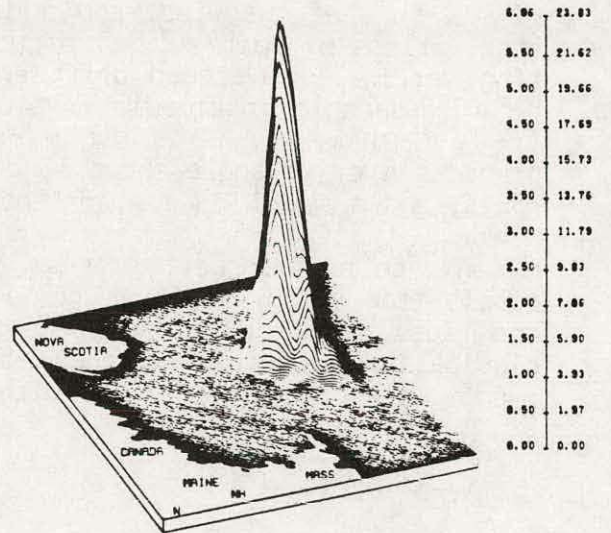 6.06 23.83
5.50 21.62
5.00 19.66
4.50 17.69
4.00 15.73
3.50 13.76
3.00 11.79
2.50 9.83
2.00 7.86
1.50 5.90
1.00 3.93
0.50 1.97
0.00 0.00
NOVA
SCOTIA
CANADA
MAINE
NH
MASS
N